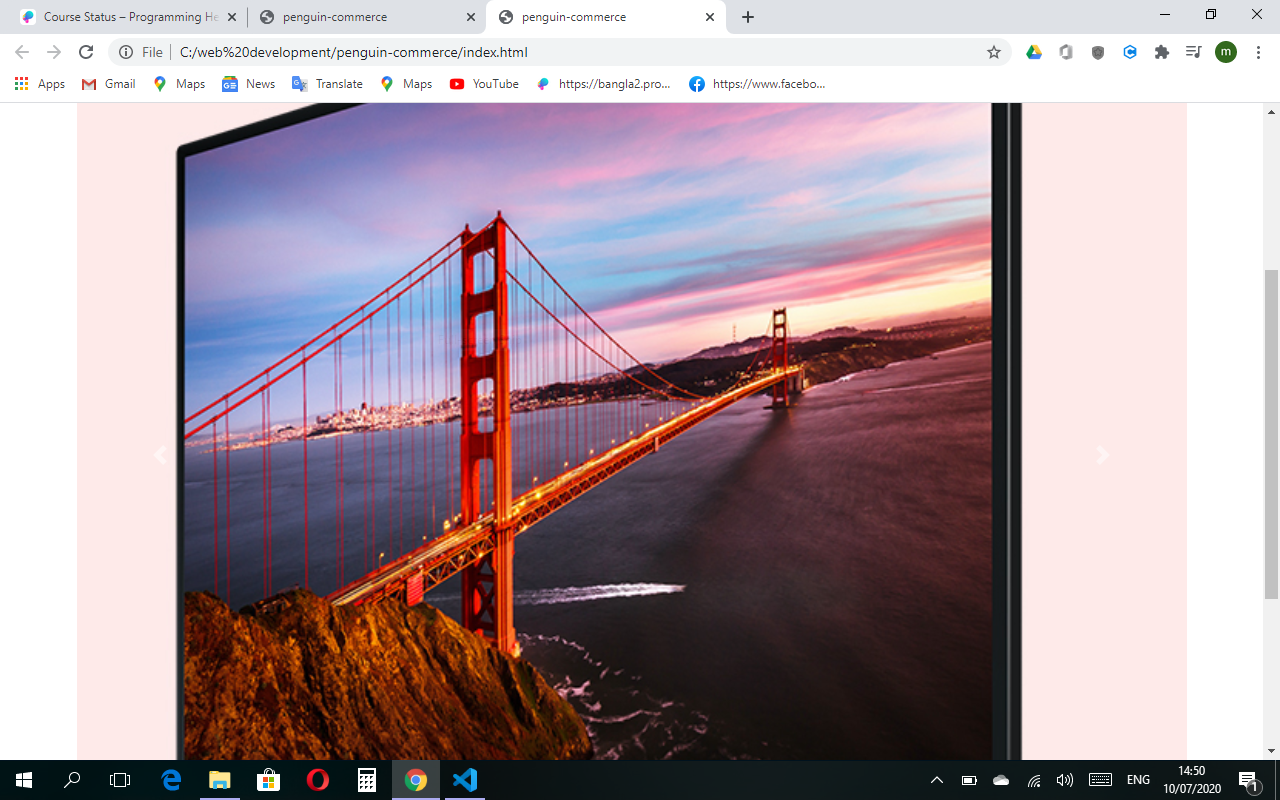 Course Status – Programming He
penguin-commerce
penguin-commerce
File
C:/web%20development/penguin-commerce/index.html
m
Apps
Gmail
Maps
News
Translate
Maps
YouTube
https://bangla2.pro...
https://www.facebo...
ENG
14:50
10/07/2020
1